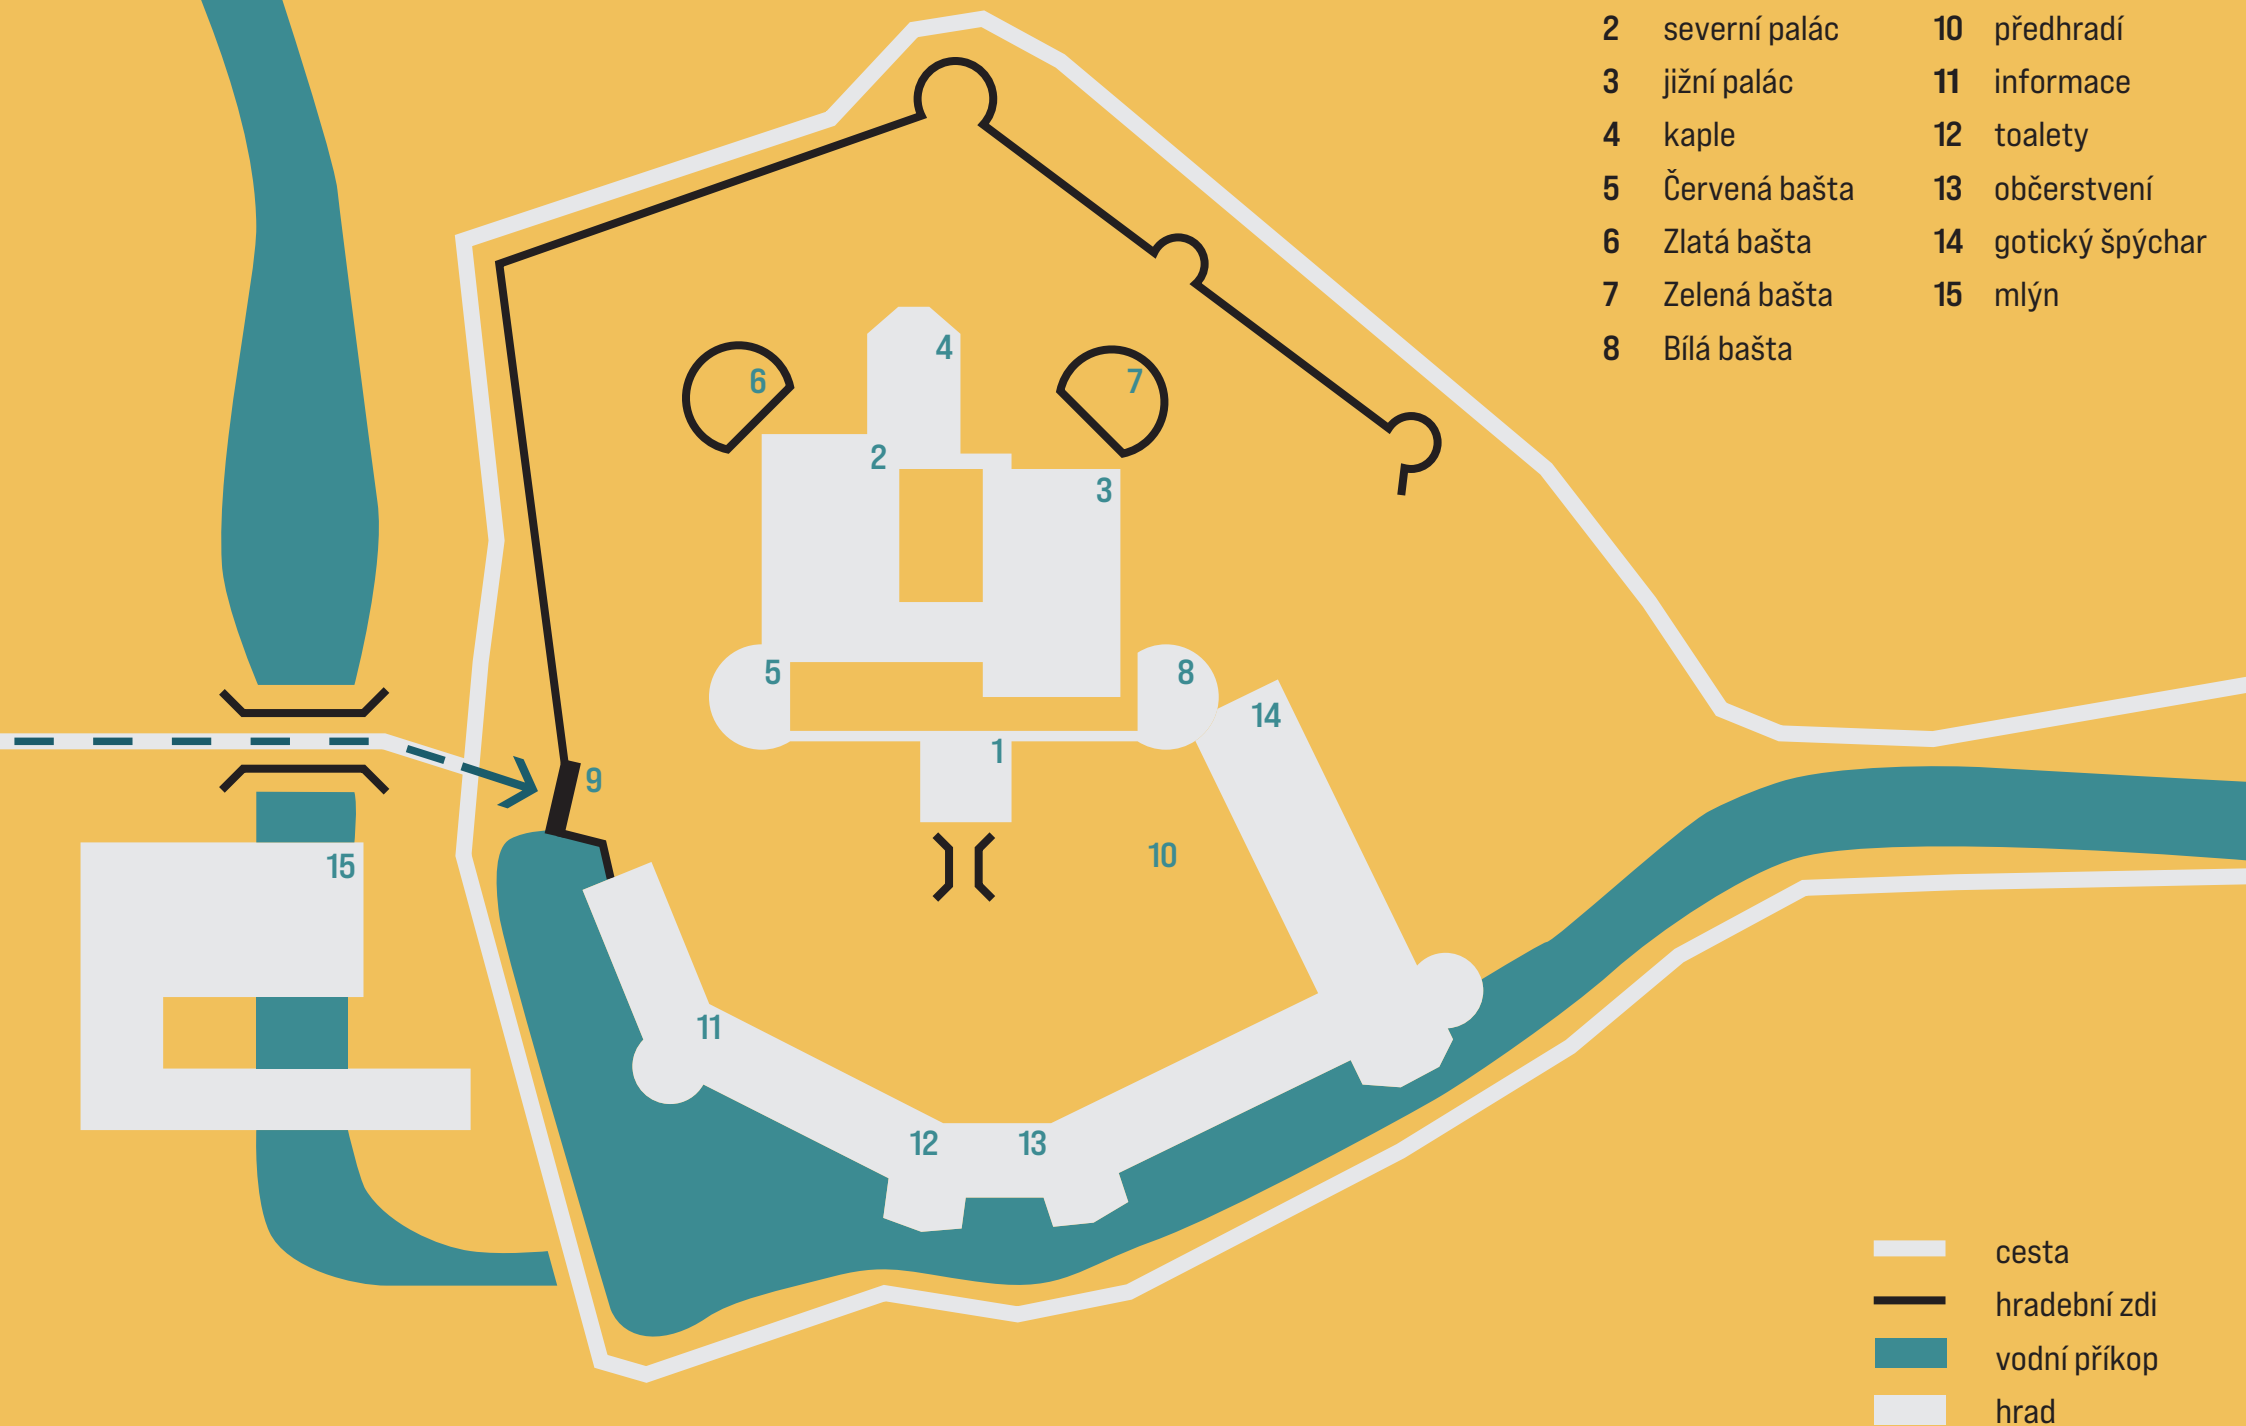 2 severní palác
3 jižní palác
4 kaple
5 Červená bašta
6 Zlatá bašta
7 Zelená bašta
8 Bílá bašta
10 předhradí
11 informace
12 toalety
13 občerstvení
14 gotický špýchar
15 mlýn
4
6
7
2
3
5
8
14
1
9
10
15
11
12
13
cesta
hradební zdi
vodní příkop
hrad